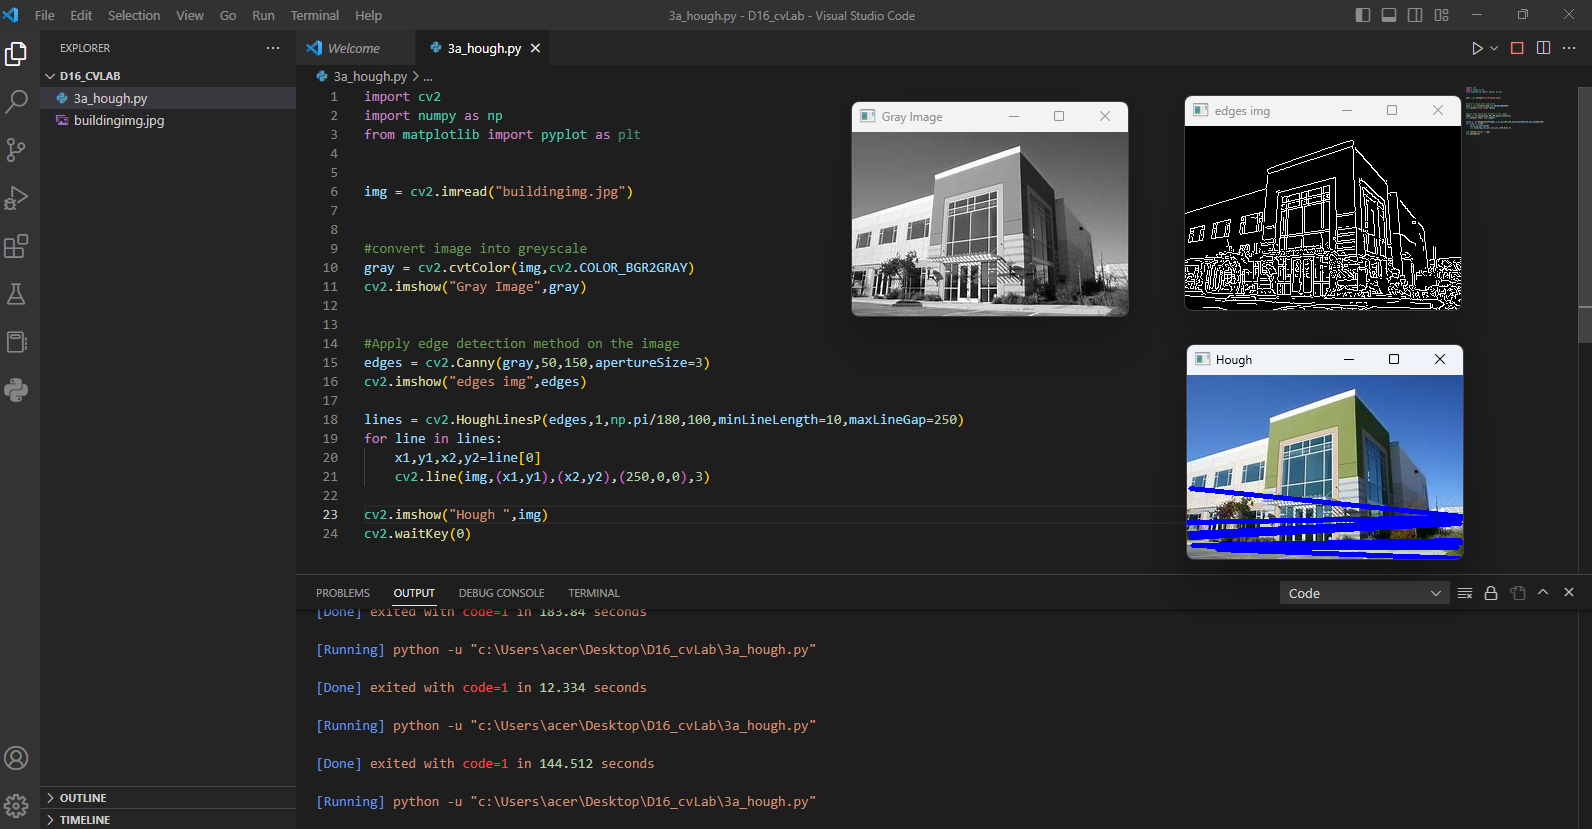 File Edit Selection View Go Run Terminal Help
3a_hough.py - D16_cvLab - Visual Studio Code
EXPLORER
D16_CVLAB
3a_hough.py
buildingimg.jpg
OUTLINE
TIMELINE
Welcome
3a_hough.py
3a_hough.py > ...
1 import cv2
2 import numpy as np
3 from matplotlib import pyplot as plt
4
5
6 img = cv2.imread("buildingimg.jpg")
7
8
9 #convert image into greyscale
10 gray = cv2.cvtColor(img,cv2.COLOR_BGR2GRAY)
11 cv2.imshow("Gray Image",gray)
12
13
14 #Apply edge detection method on the image
15 edges = cv2.Canny(gray,50,150,apertureSize=3)
16 cv2.imshow("edges img",edges)
17
18 lines = cv2.HoughLinesP(edges,1,np.pi/180,100,minLineLength=10,maxLineGap=250)
19 for line in lines:
20 x1,y1,x2,y2=line[0]
21 cv2.line(img,(x1,y1),(x2,y2),(250,0,0),3)
22
23 cv2.imshow("Hough ",img)
24 cv2.waitKey(0)
Gray Image
edges img
Hough
PROBLEMS OUTPUT DEBUG CONSOLE TERMINAL
Code
[Done] exited with code=1 in 183.84 seconds
[Running] python -u "c:\Users\acer\Desktop\D16_cvLab\3a_hough.py"
[Done] exited with code=1 in 12.334 seconds
[Running] python -u "c:\Users\acer\Desktop\D16_cvLab\3a_hough.py"
[Done] exited with code=1 in 144.512 seconds
[Running] python -u "c:\Users\acer\Desktop\D16_cvLab\3a_hough.py"